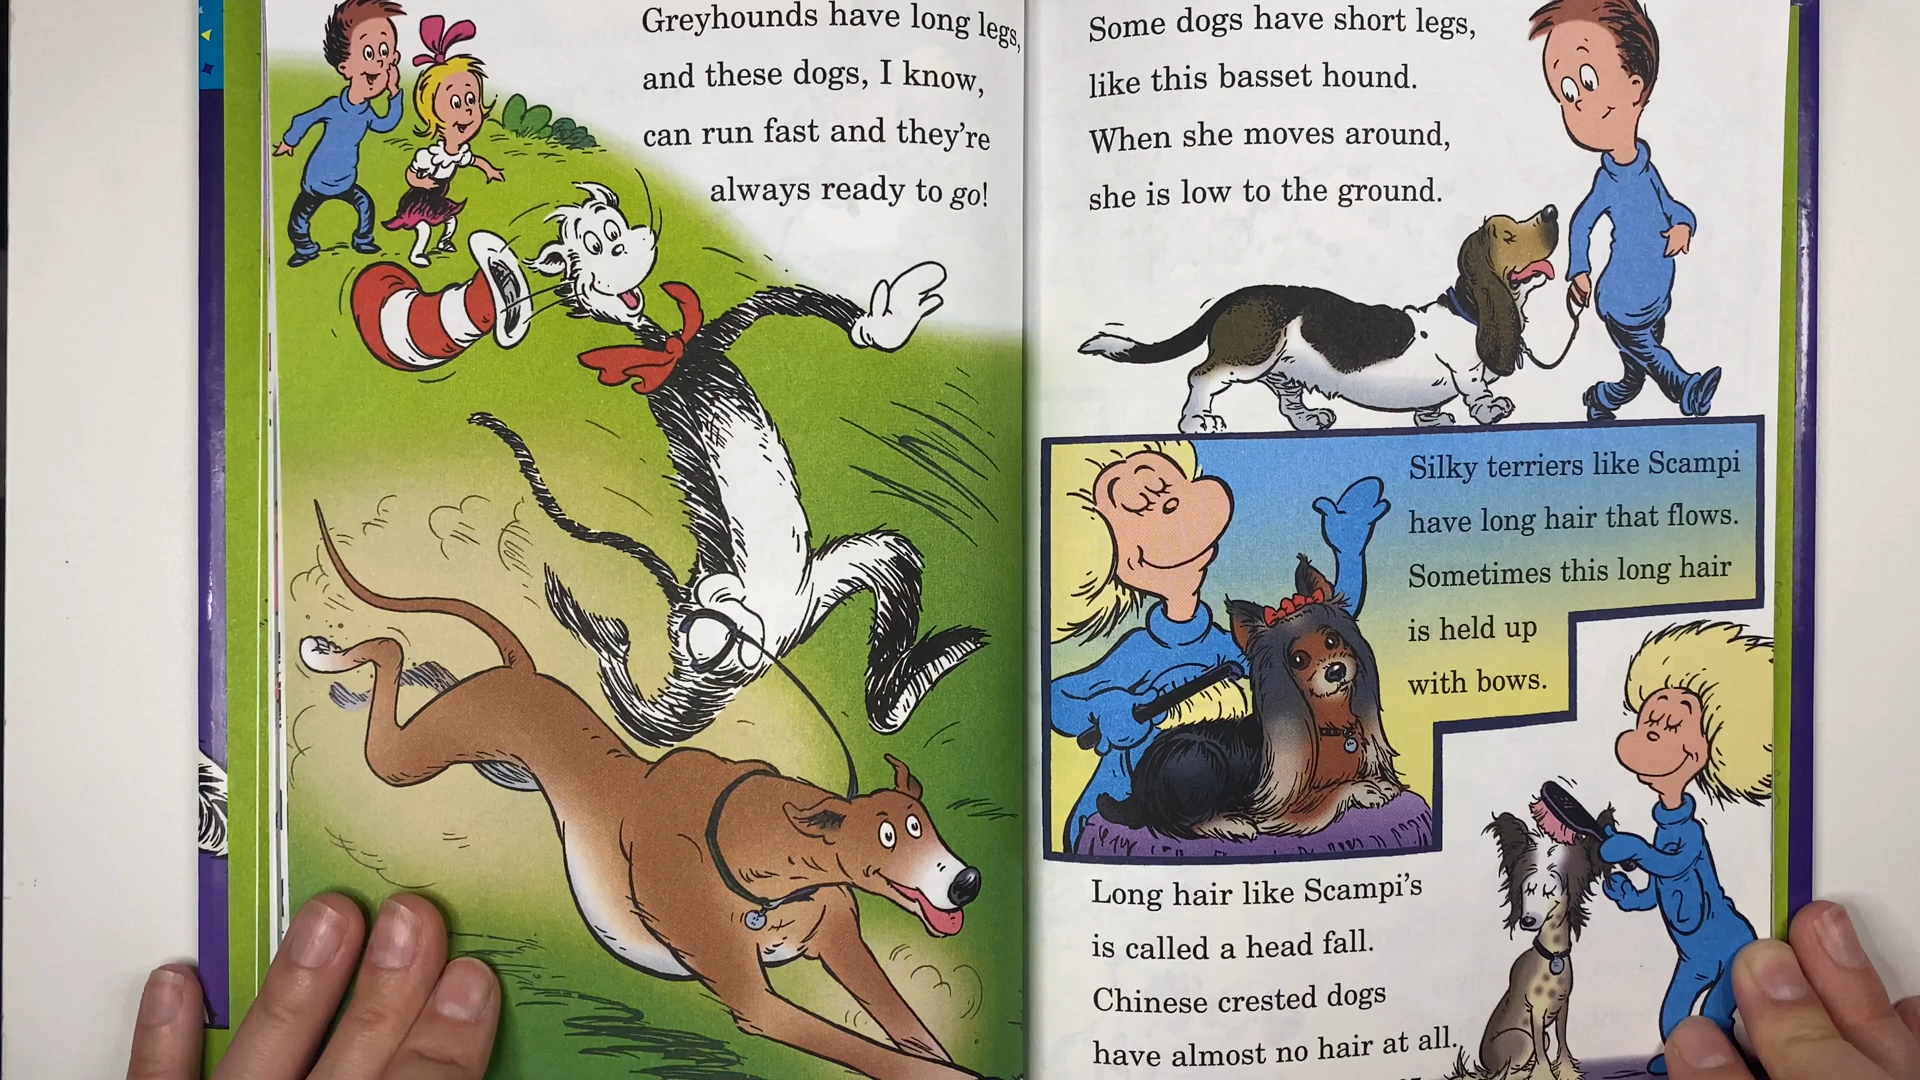 Greyhounds have long legs,
and these dogs, I know,
can run fast and they're
always ready to go!
Some dogs have short legs,
like this basset hound.
When she moves around,
she is low to the ground.
Silky terriers like Scampi
have long hair that flows.
Sometimes this long hair
is held up
with bows.
Long hair like Scampi's
is called a head fall.
Chinese crested dogs
have almost no hair at all.